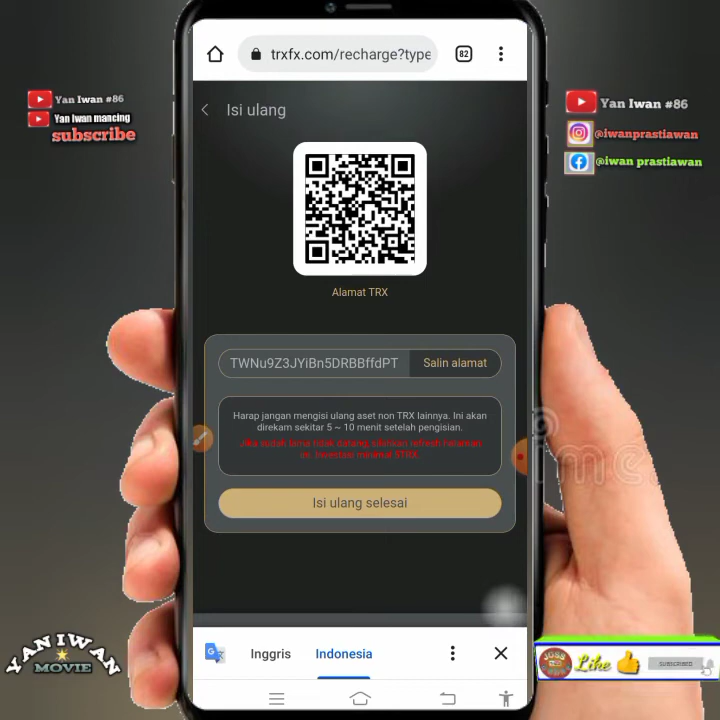 Yan Iwan #86
Yan Iwan mancing
subscribe
trxfx.com/recharge?type
82
Yan Iwan #86
@iwanprastiawan
@iwan prastiawan
Isi ulang
Alamat TRX
TWNu9Z3JYiBn5DRBBffdPT
Salin alamat
Harap jangan mengisi ulang aset non TRX lainnya. Ini akan
direkam sekitar 5 ~ 10 menit setelah pengisian.
Jika sudah lama tidak datang, silahkan refresh halaman
ini. Investasi minimal 5TRX.
Isi ulang selesai
Inggris
Indonesia
YAN IWAN
MOVIE
Like
SUBSCRIBED